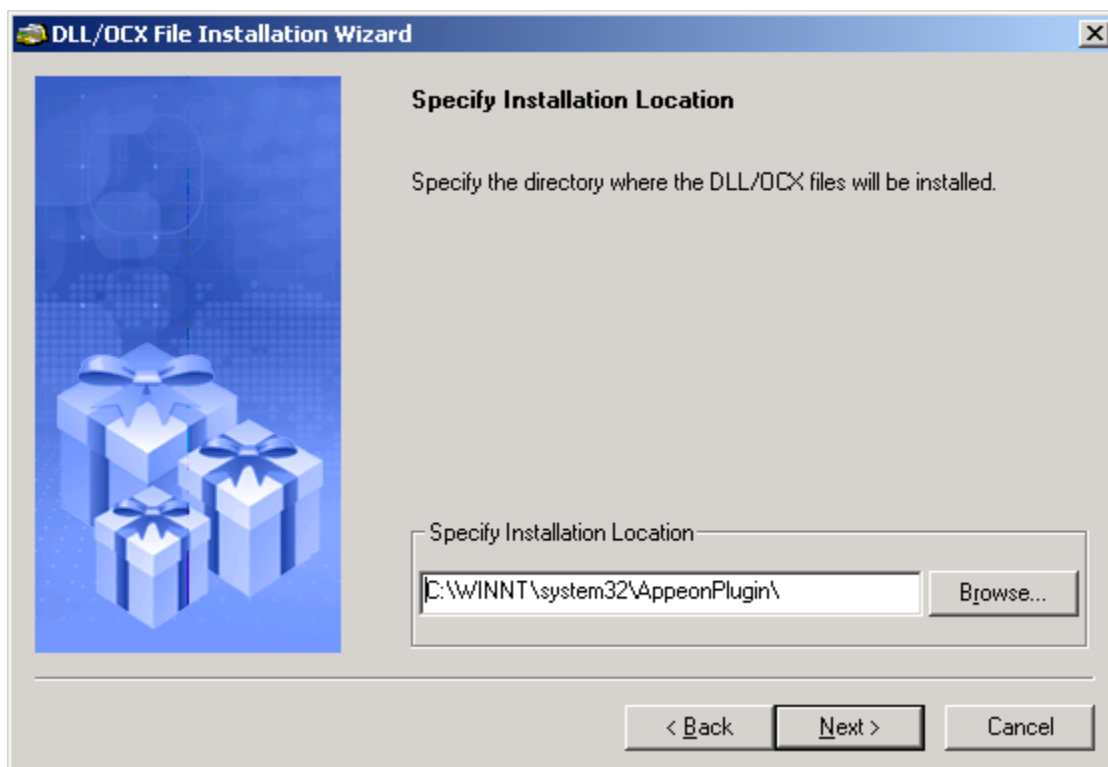 DLL/OCX File Installation Wizard
Specify Installation Location
Specify the directory where the DLL/OCX files will be installed.
Specify Installation Location
C:\WINNT\system32\AppeonPlugin\
Browse...
< Back
Next >
Cancel